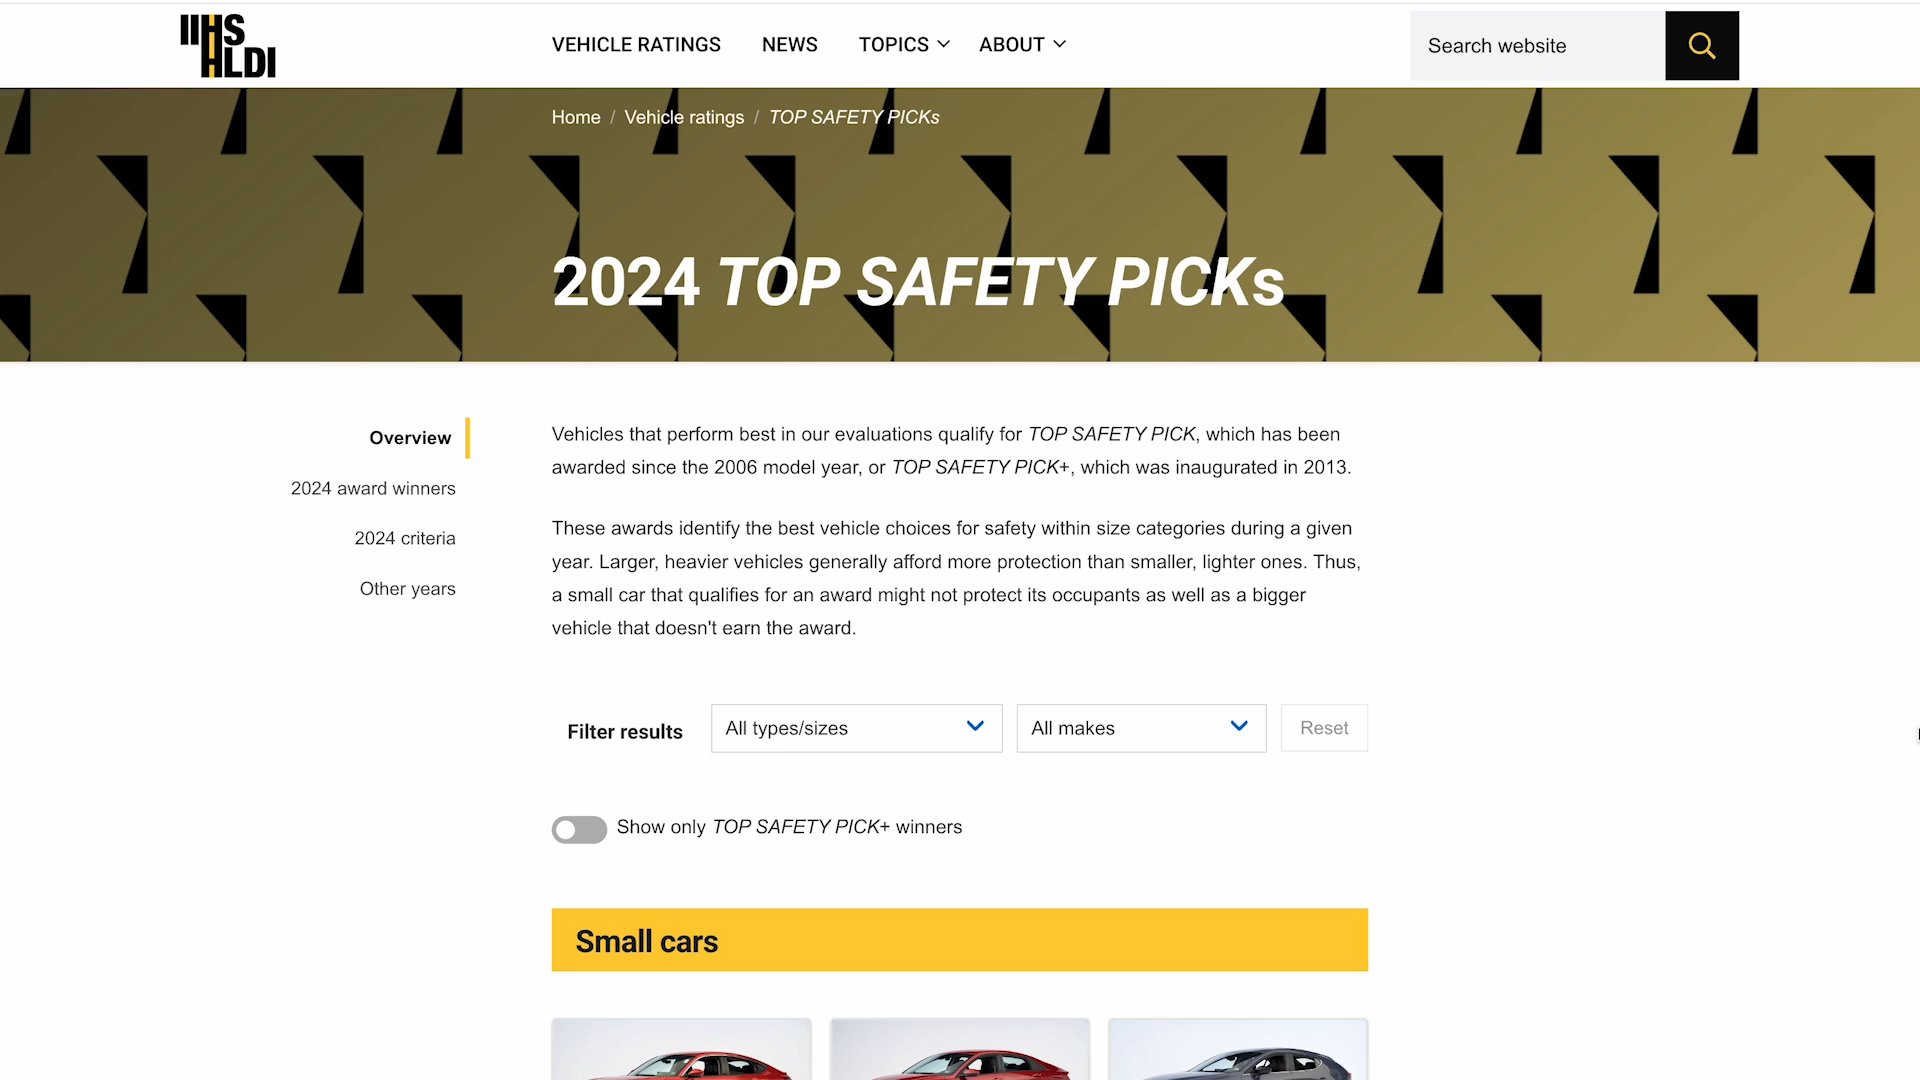 IIHS
HLDI
VEHICLE RATINGS
NEWS
TOPICS
ABOUT
Search website
Home / Vehicle ratings / TOP SAFETY PICKs
2024 TOP SAFETY PICKs
Overview
2024 award winners
2024 criteria
Other years
Vehicles that perform best in our evaluations qualify for TOP SAFETY PICK, which has been
awarded since the 2006 model year, or TOP SAFETY PICK+, which was inaugurated in 2013.
These awards identify the best vehicle choices for safety within size categories during a given
year. Larger, heavier vehicles generally afford more protection than smaller, lighter ones. Thus,
a small car that qualifies for an award might not protect its occupants as well as a bigger
vehicle that doesn't earn the award.
Filter results
All types/sizes
All makes
Reset
Show only TOP SAFETY PICK+ winners
Small cars